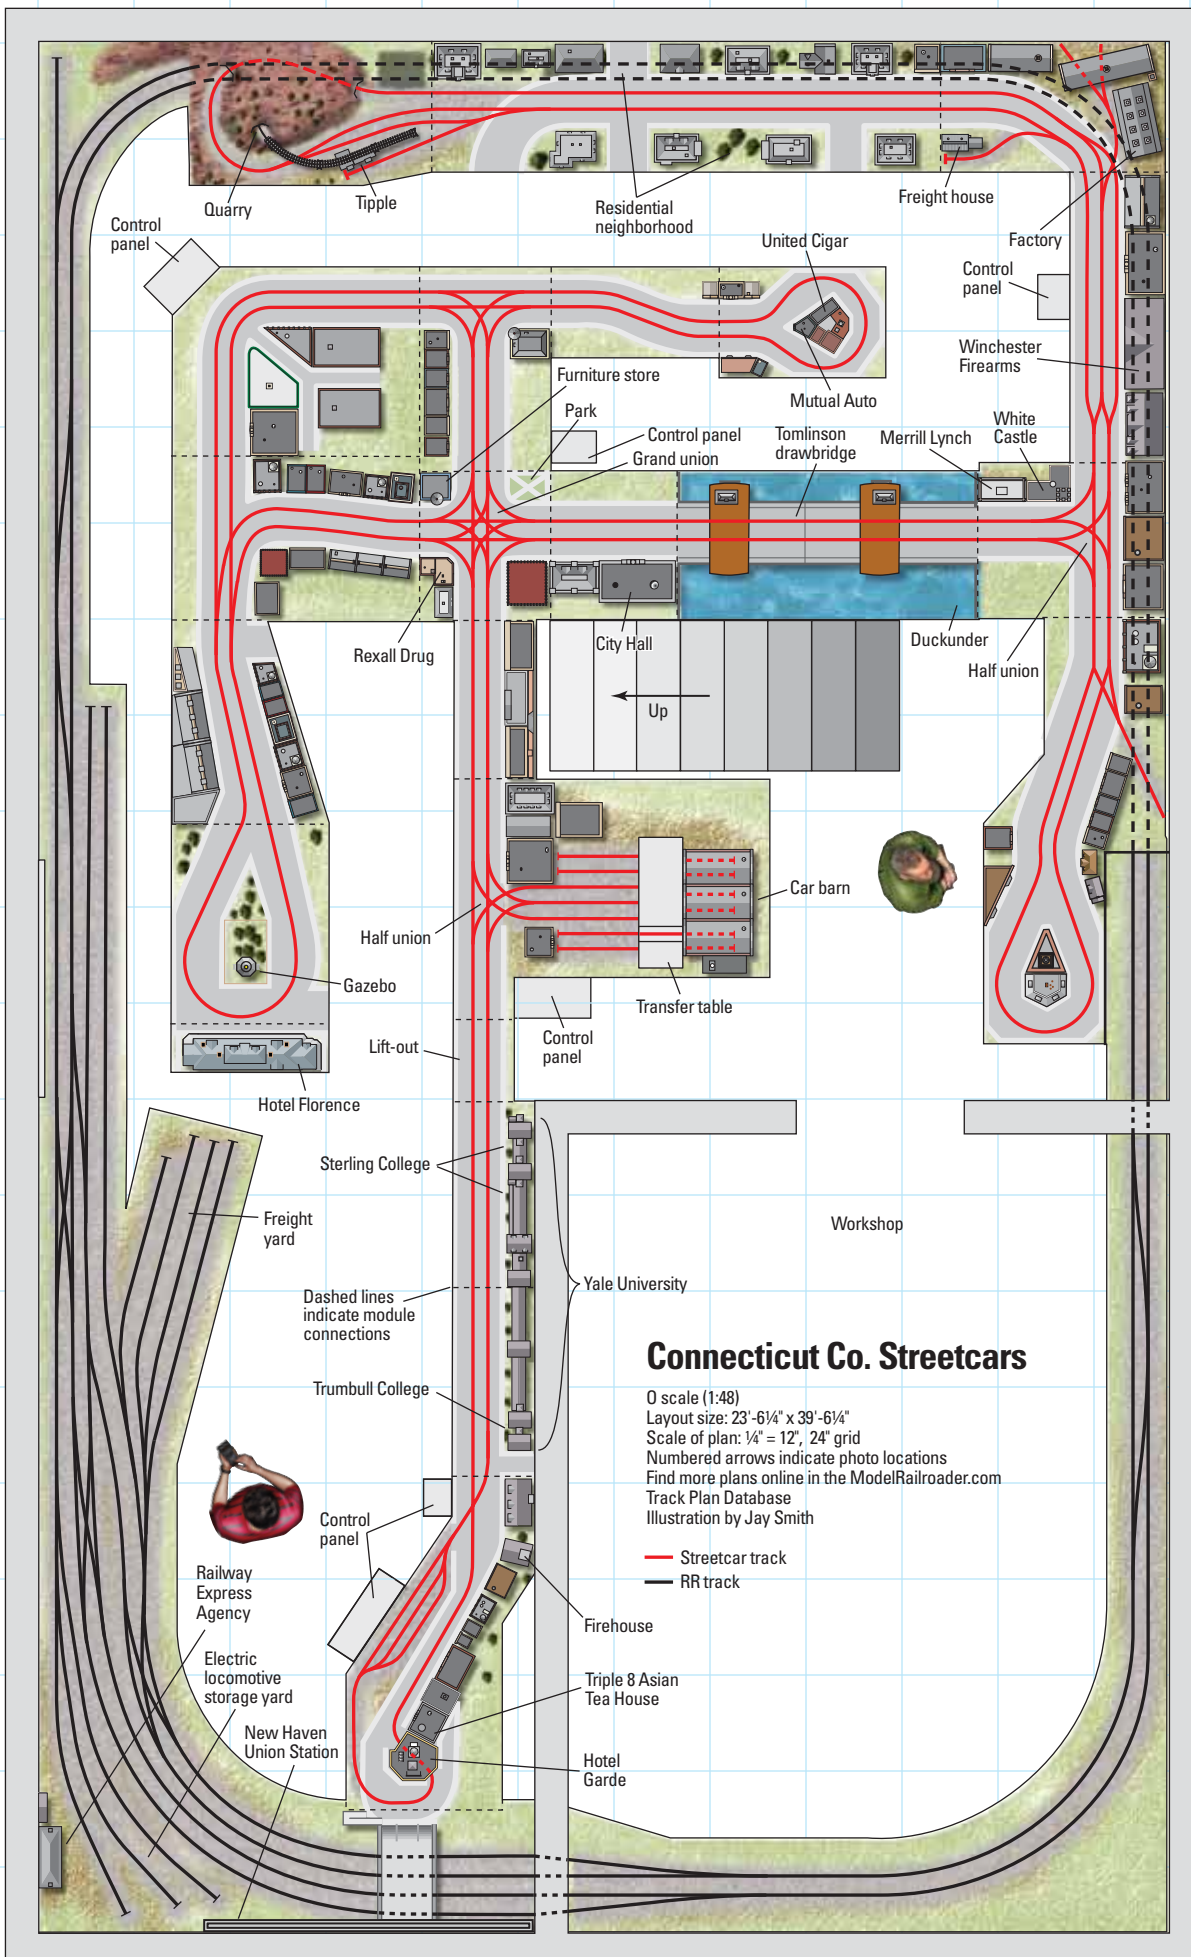 Quarry
Tipple
Residential
neighborhood
Freight house
Factory
Control
panel
United Cigar
Control
panel
Winchester
Firearms
Furniture store
Mutual Auto
Park
Control panel
Grand union
Tomlinson
drawbridge
Merrill Lynch
White
Castle
Rexall Drug
City Hall
Duckunder
Half union
Up
Car barn
Half union
Gazebo
Transfer table
Control
panel
Lift-out
Hotel Florence
Sterling College
Freight
yard
Workshop
Yale University
Dashed lines
indicate module
connections
Trumbull College
Connecticut Co. Streetcars
O scale (1:48)
Layout size: 23'-6¼" x 39'-6¼"
Scale of plan: ¼" = 12", 24" grid
Numbered arrows indicate photo locations
Find more plans online in the ModelRailroader.com
Track Plan Database
Illustration by Jay Smith
Streetcar track
RR track
Control
panel
Railway
Express
Agency
Firehouse
Electric
locomotive
storage yard
Triple 8 Asian
Tea House
New Haven
Union Station
Hotel
Garde